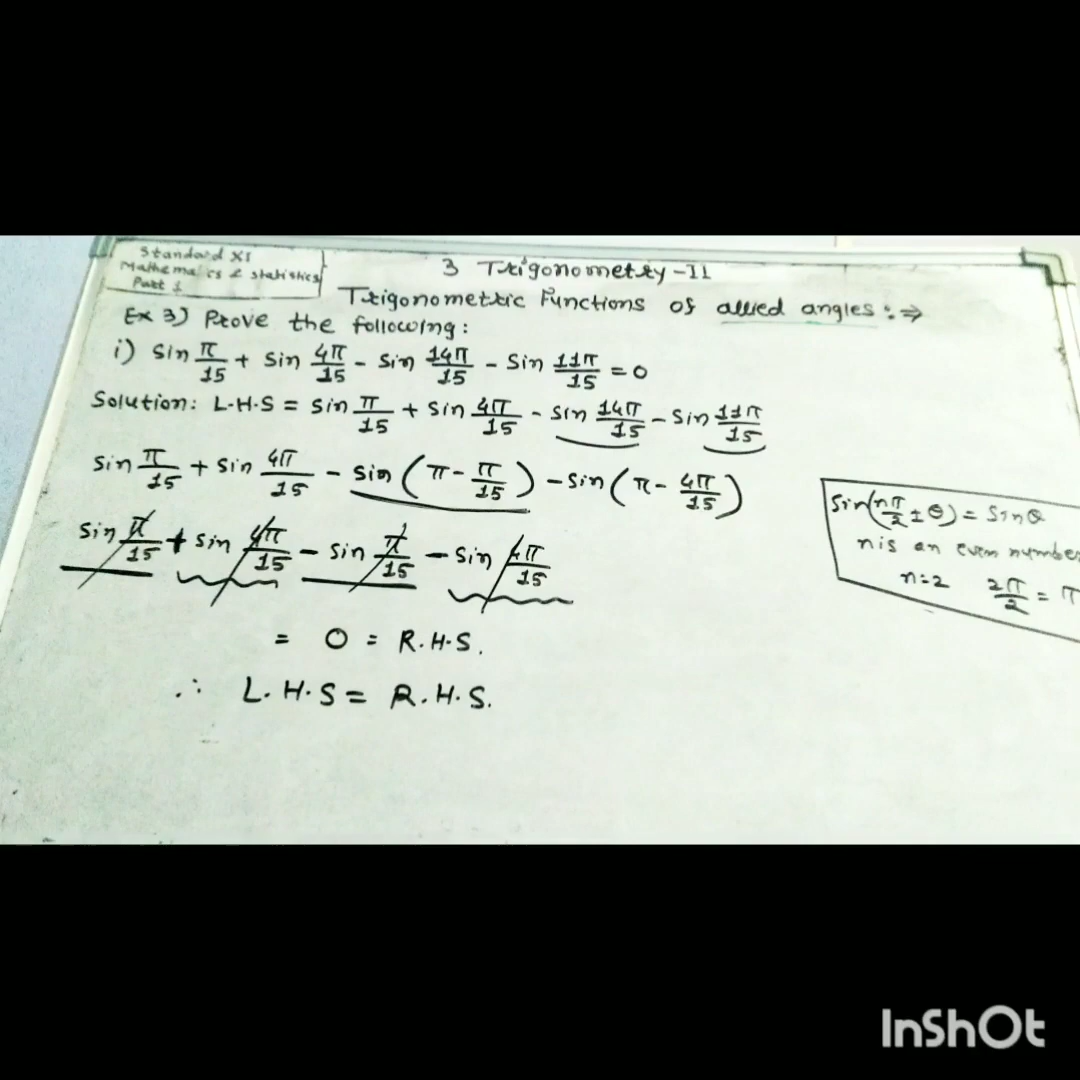 Standard XI
Mathematics & statistics
Part 1
3 Trigonometry-II
Trigonometric Functions of allied angles :⇒
Ex 3) Prove the following:
i) sin π/15 + sin 4π/15 - sin 14π/15 - sin 11π/15 = 0
Solution: L.H.S = sin π/15 + sin 4π/15 - sin 14π/15 - sin 11π/15
sin π/15 + sin 4π/15 - sin (π - π/15) - sin (π - 4π/15)
sin π/15 + sin 4π/15 - sin π/15 - sin 4π/15
= 0 = R.H.S.
∴ L.H.S = R.H.S.
sin(nπ/2 ± θ) = sinθ
n is an even number
n=2 2π/2 = π
InShOt